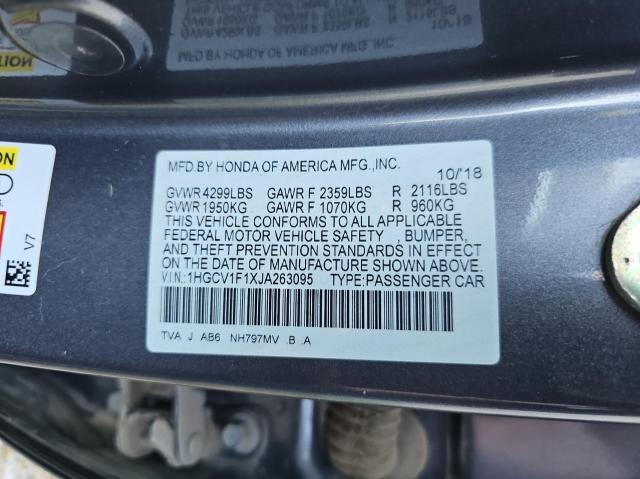 MFD.BY HONDA OF AMERICA MFG.,INC. 10/'18
GVWR 4299LBS GAWR F 2359LBS R 2116LBS
GVWR 1950KG GAWR F 1070KG R 960KG
THIS VEHICLE CONFORMS TO ALL APPLICABLE
FEDERAL MOTOR VEHICLE SAFETY , BUMPER,
AND THEFT PREVENTION STANDARDS IN EFFECT
ON THE DATE OF MANUFACTURE SHOWN ABOVE.
V.I.N.:1HGCV1F1XJA263095 TYPE:PASSENGER CAR
TVA J AB6 NH797MV .B .A
V7